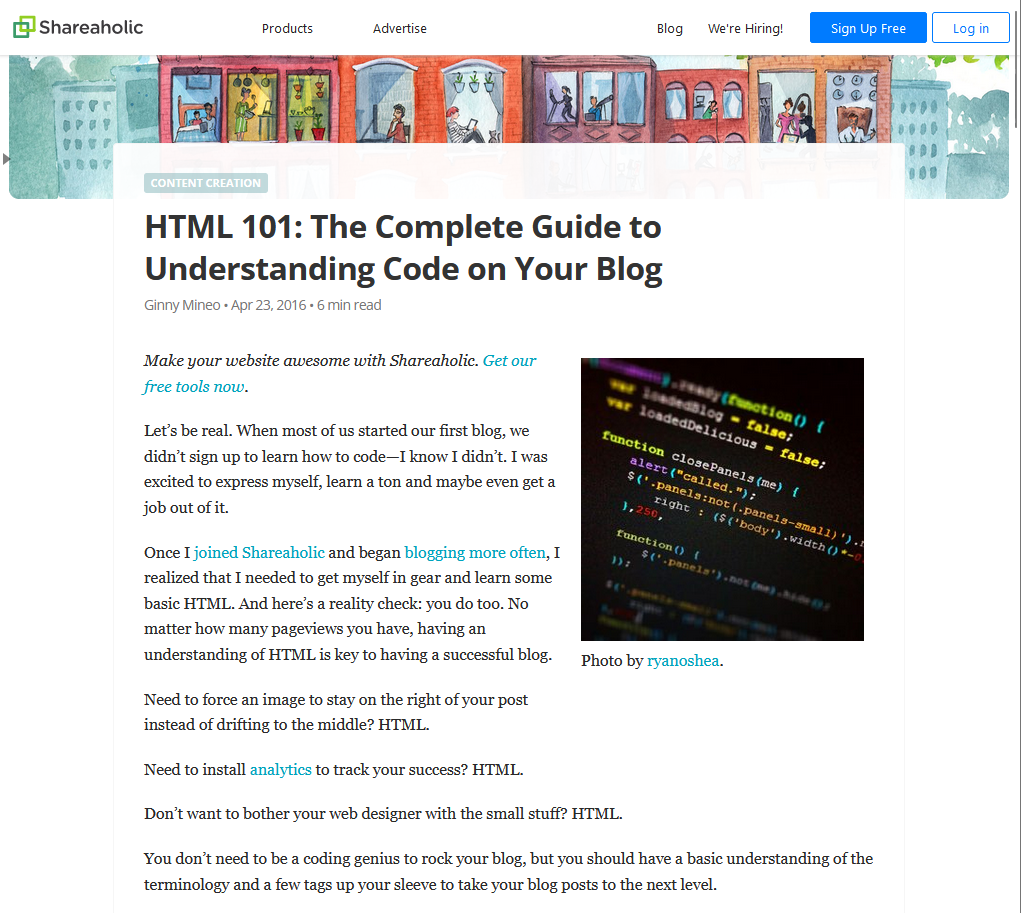 Shareaholic
Products
Advertise
Blog
We're Hiring!
Sign Up Free
Log in
CONTENT CREATION
HTML 101: The Complete Guide to
Understanding Code on Your Blog
Ginny Mineo • Apr 23, 2016 • 6 min read
Make your website awesome with Shareaholic. Get our
free tools now.
Let’s be real. When most of us started our first blog, we
didn’t sign up to learn how to code—I know I didn’t. I was
excited to express myself, learn a ton and maybe even get a
job out of it.
Once I joined Shareaholic and began blogging more often, I
realized that I needed to get myself in gear and learn some
basic HTML. And here’s a reality check: you do too. No
matter how many pageviews you have, having an
understanding of HTML is key to having a successful blog.
Need to force an image to stay on the right of your post
instead of drifting to the middle? HTML.
Need to install analytics to track your success? HTML.
Don’t want to bother your web designer with the small stuff? HTML.
You don’t need to be a coding genius to rock your blog, but you should have a basic understanding of the
terminology and a few tags up your sleeve to take your blog posts to the next level.
.ready(function() {
var loadedBlog = false;
var loadedDelicious = false;
function closePanels(me) {
alert("called.");
$('.panels:not(.panels-small)').
right : ($('body').width()*-
},250,
function() {
$('.panels').not(me).hide();
});
Photo by ryanoshea.